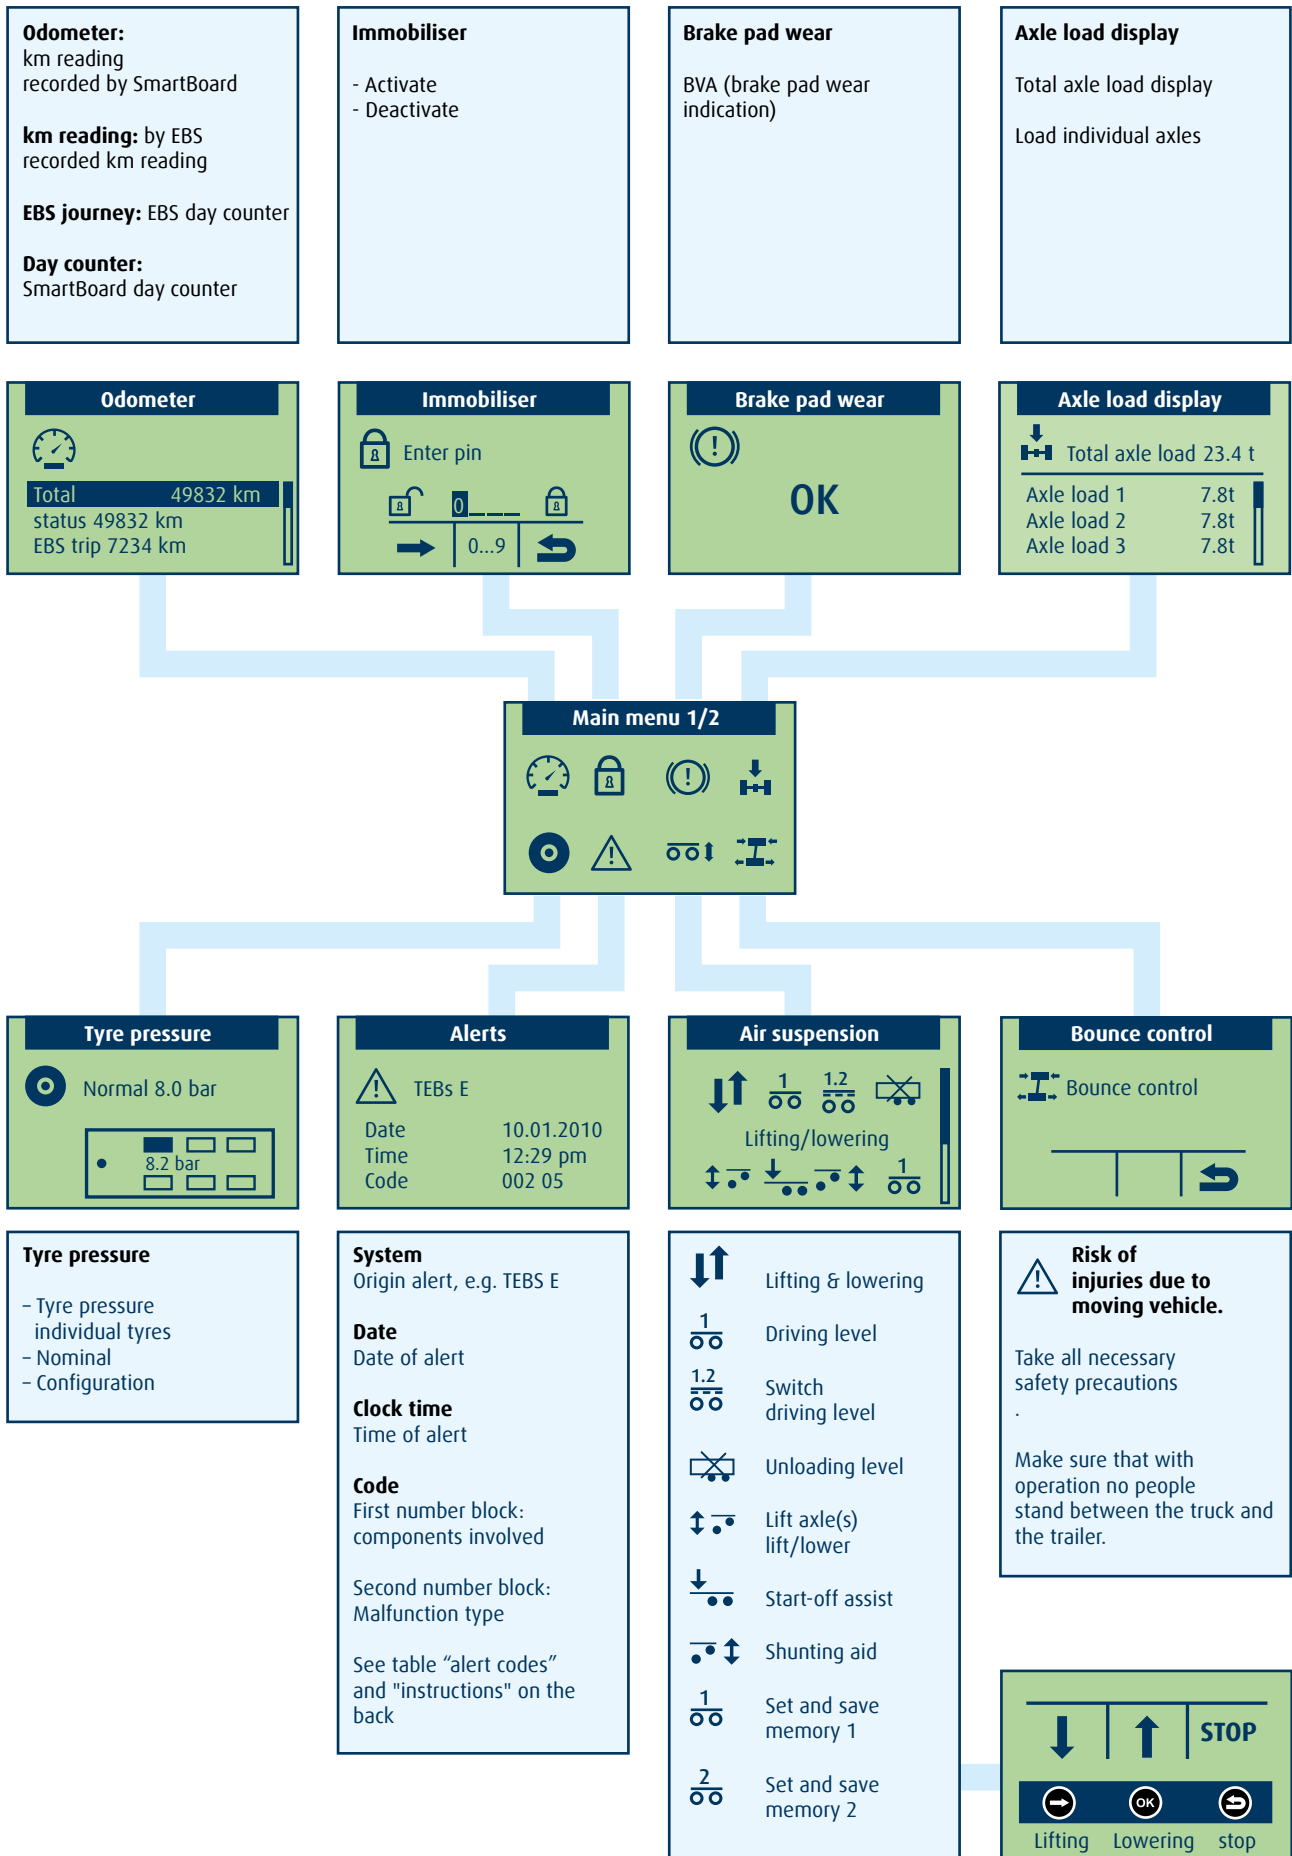 Odometer:
km reading
recorded by SmartBoard
km reading: by EBS
recorded km reading
EBS journey: EBS day counter
Day counter:
SmartBoard day counter
Immobiliser
- Activate
- Deactivate
Brake pad wear
BVA (brake pad wear
indication)
Axle load display
Total axle load display
Load individual axles
Odometer
Total 49832 km
status 49832 km
EBS trip 7234 km
Immobiliser
Enter pin
0_ _ _
0...9
Brake pad wear
OK
Axle load display
Total axle load 23.4 t
Axle load 1 7.8t
Axle load 2 7.8t
Axle load 3 7.8t
Main menu 1/2
Tyre pressure
Normal 8.0 bar
8.2 bar
Alerts
TEBs E
Date 10.01.2010
Time 12:29 pm
Code 002 05
Air suspension
1 1.2
Lifting/lowering
1
Bounce control
Bounce control
Tyre pressure
– Tyre pressure
individual tyres
– Nominal
– Configuration
System
Origin alert, e.g. TEBS E
Date
Date of alert
Clock time
Time of alert
Code
First number block:
components involved
Second number block:
Malfunction type
See table “alert codes”
and "instructions" on the
back
Lifting & lowering
1
Driving level
1.2
Switch
driving level
Unloading level
Lift axle(s)
lift/lower
Start-off assist
Shunting aid
1
Set and save
memory 1
2
Set and save
memory 2
Risk of
injuries due to
moving vehicle.
Take all necessary
safety precautions
.
Make sure that with
operation no people
stand between the truck and
the trailer.
STOP
OK
Lifting Lowering stop